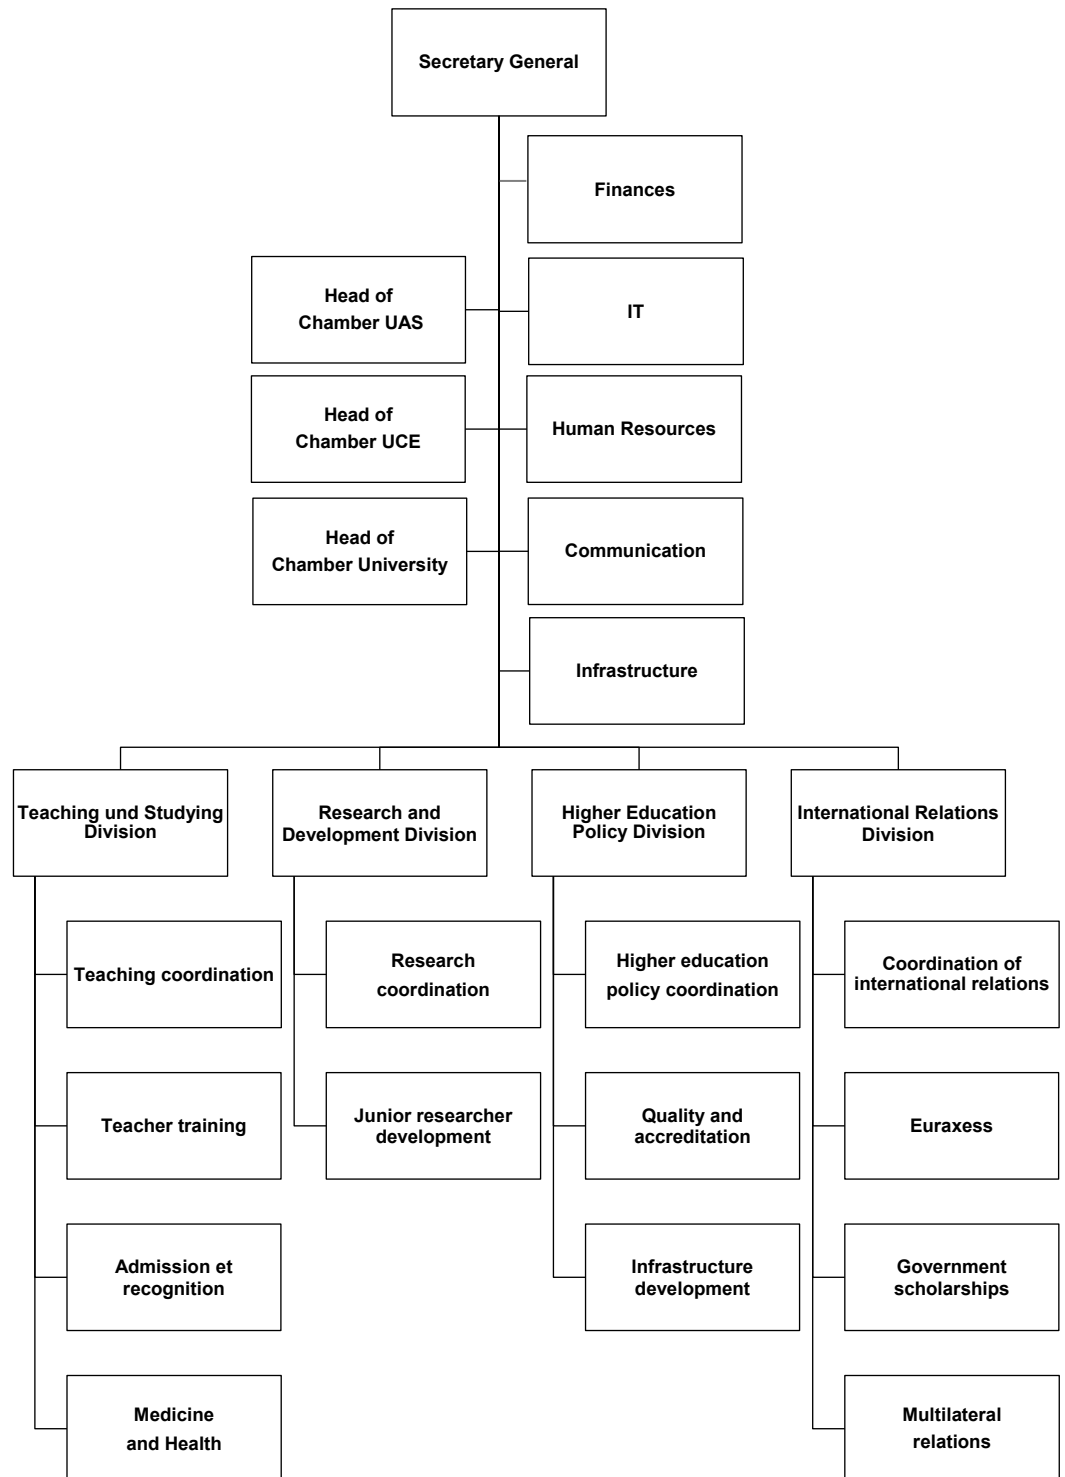 Secretary General
Finances
Head of
Chamber UAS
IT
Head of
Chamber UCE
Human Resources
Head of
Chamber University
Communication
Infrastructure
Teaching und Studying
Division
Research and
Development Division
Higher Education
Policy Division
International Relations
Division
Teaching coordination
Research
coordination
Higher education
policy coordination
Coordination of
international relations
Teacher training
Junior researcher
development
Quality and
accreditation
Euraxess
Admission et
recognition
Infrastructure
development
Government
scholarships
Medicine
and Health
Multilateral
relations